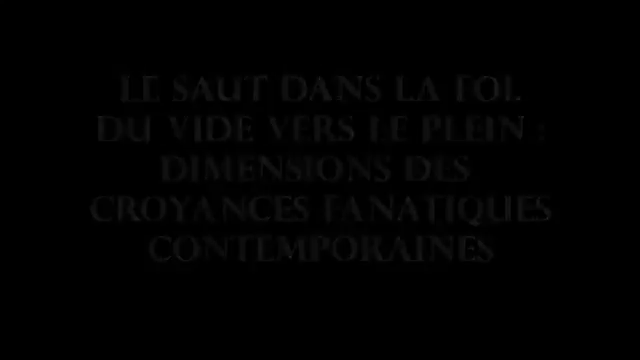 LE SAUT DANS LA FOI
DU VIDE VERS LE PLEIN :
DIMENSIONS DES
CROYANCES FANATIQUES
CONTEMPORAINES